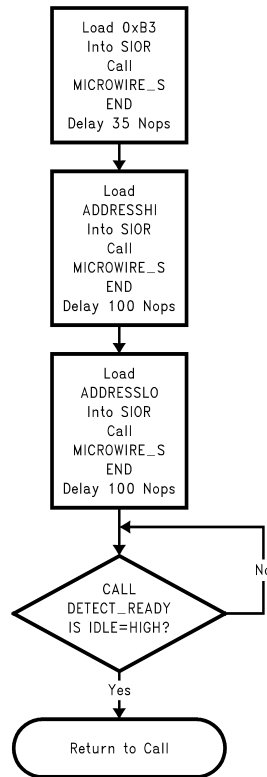 Load 0xB3
Into SIOR
Call
MICROWIRE_S
END
Delay 35 Nops
Load
ADDRESSHI
Into SIOR
Call
MICROWIRE_S
END
Delay 100 Nops
Load
ADDRESSLO
Into SIOR
Call
MICROWIRE_S
END
Delay 100 Nops
CALL
DETECT_READY
IS IDLE=HIGH?
No
Yes
Return to Call